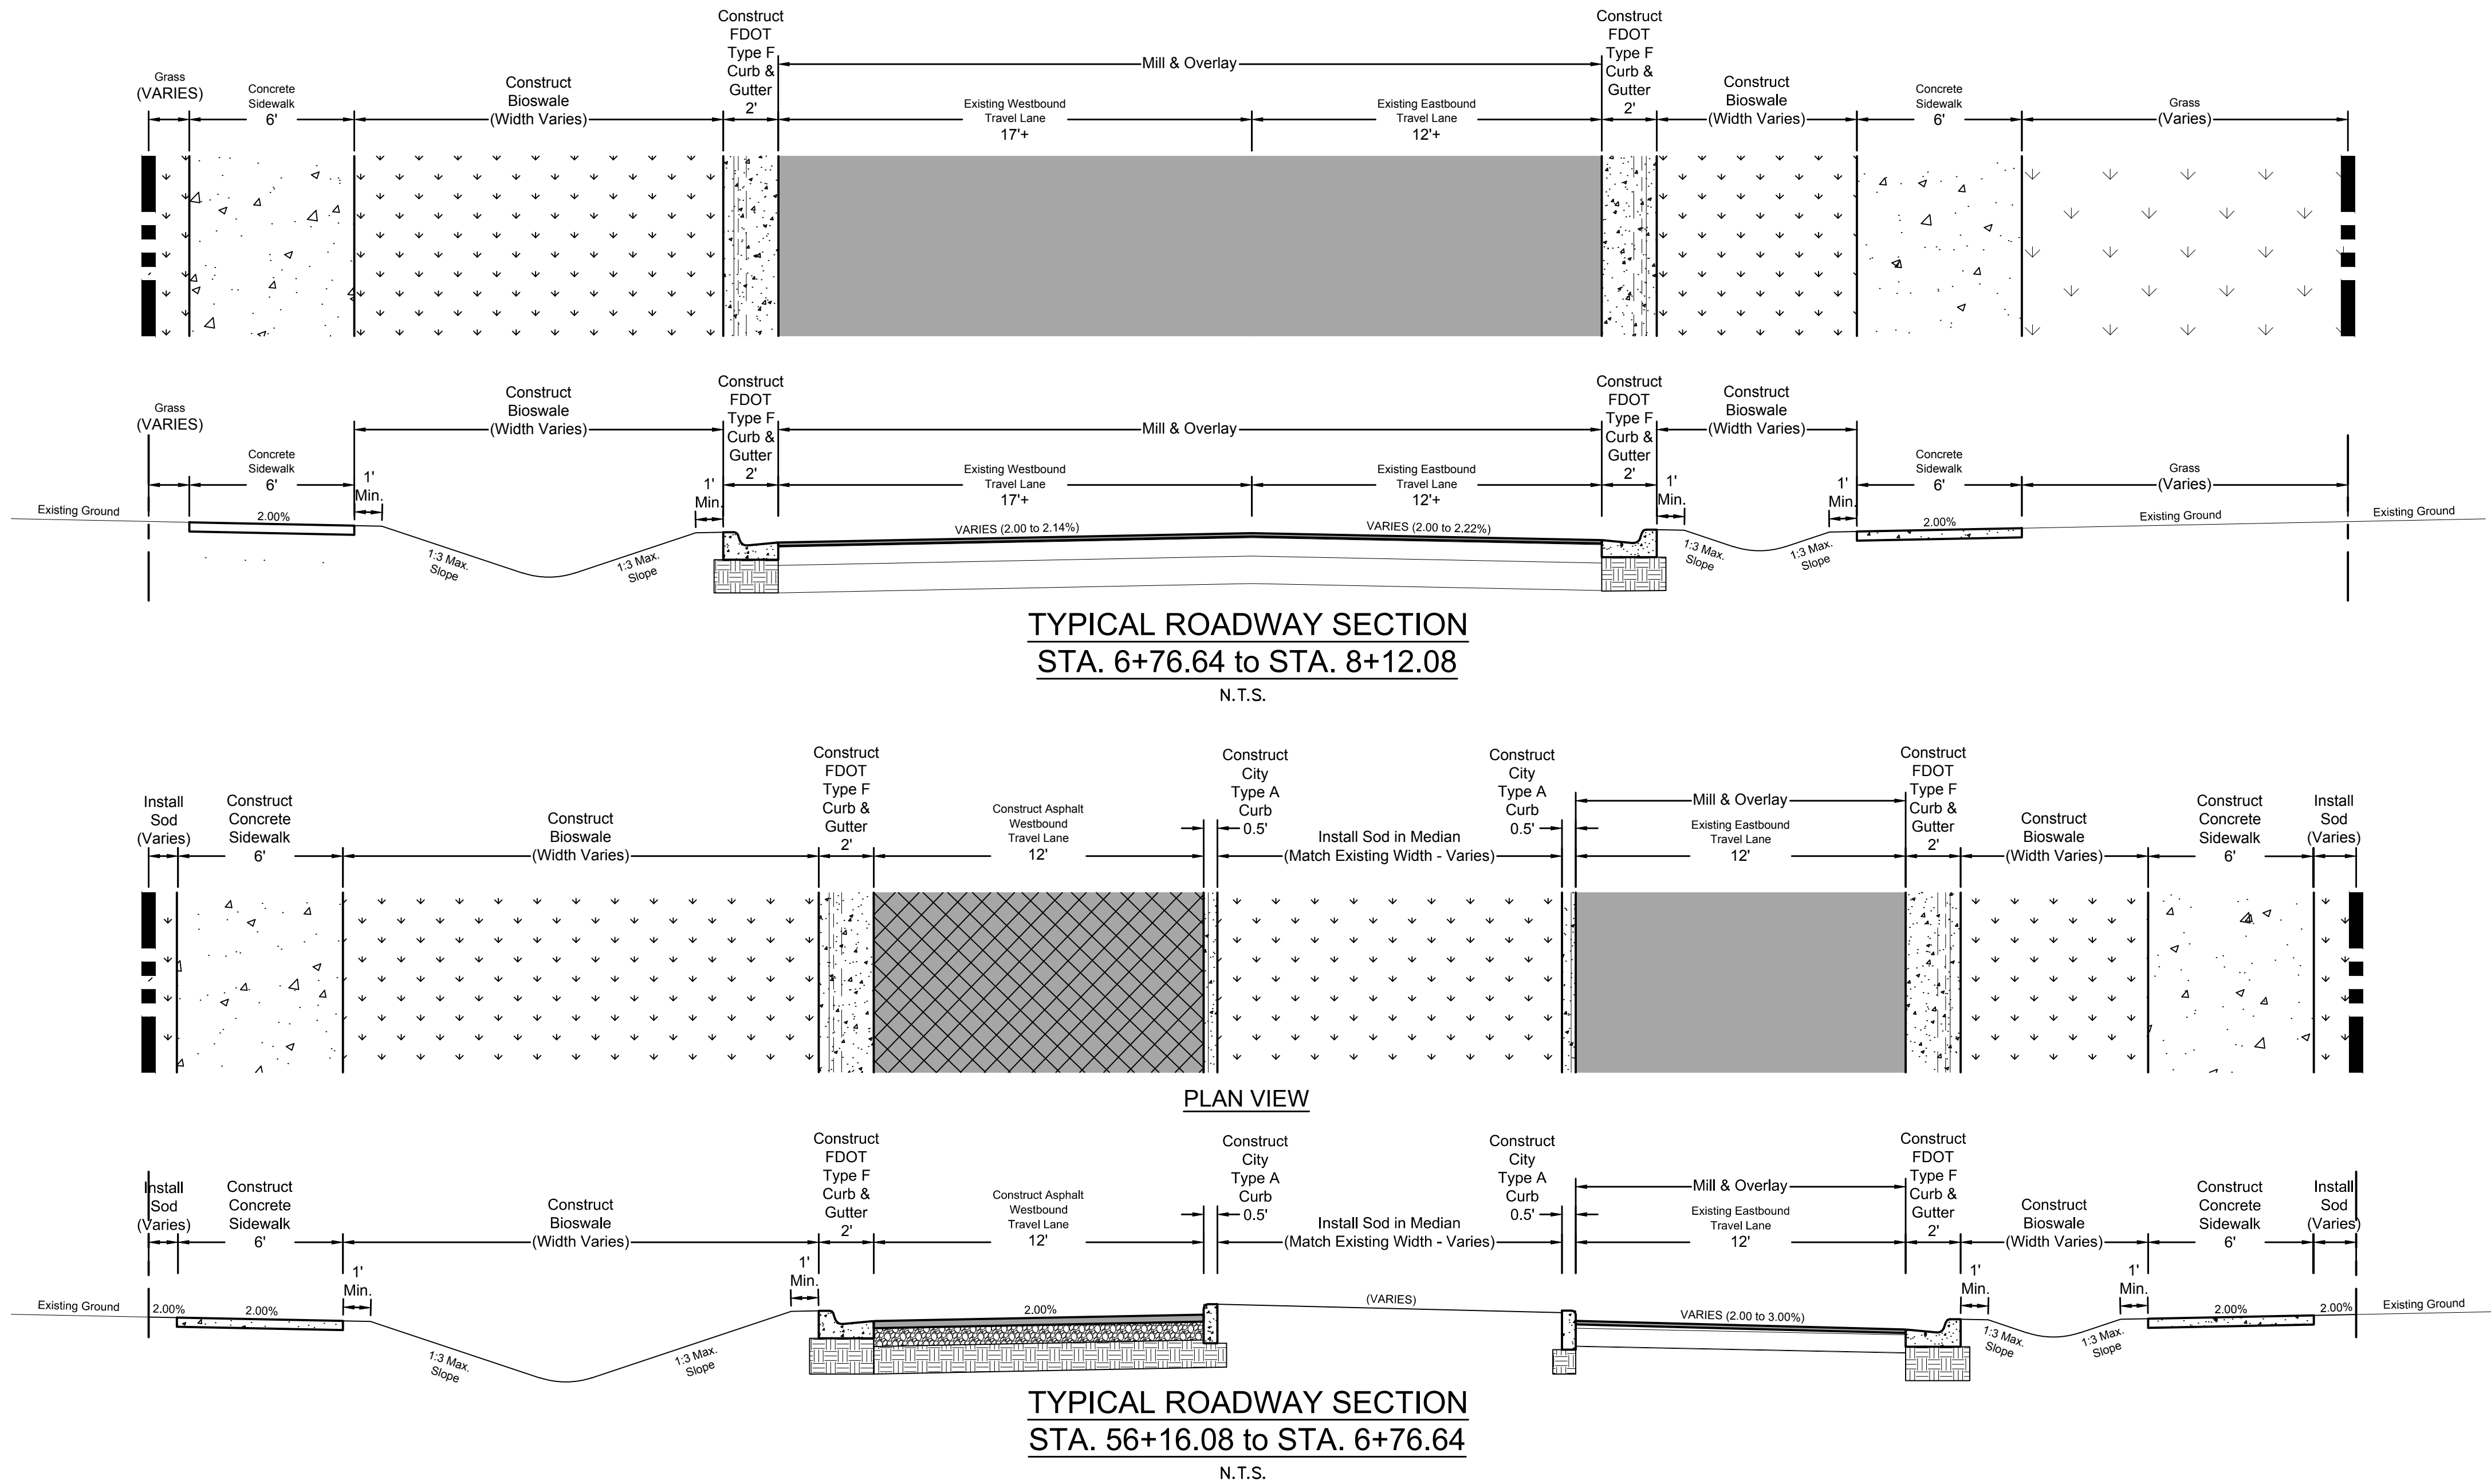 Grass
(VARIES)
Concrete
Sidewalk
6'
Construct
Bioswale
(Width Varies)
Construct
FDOT
Type F
Curb &
Gutter
2'
Mill & Overlay
Existing Westbound
Travel Lane
17'+
Existing Eastbound
Travel Lane
12'+
Construct
FDOT
Type F
Curb &
Gutter
2'
Construct
Bioswale
(Width Varies)
Concrete
Sidewalk
6'
Grass
(Varies)
Grass
(VARIES)
Concrete
Sidewalk
6'
1'
Min.
Construct
Bioswale
(Width Varies)
1'
Min.
Construct
FDOT
Type F
Curb &
Gutter
2'
Mill & Overlay
Existing Westbound
Travel Lane
17'+
Existing Eastbound
Travel Lane
12'+
Construct
FDOT
Type F
Curb &
Gutter
2'
1'
Min.
Construct
Bioswale
(Width Varies)
1'
Min.
Concrete
Sidewalk
6'
Grass
(Varies)
Existing Ground
2.00%
1:3 Max.
Slope
1:3 Max.
Slope
VARIES (2.00 to 2.14%)
VARIES (2.00 to 2.22%)
1:3 Max.
Slope
1:3 Max.
Slope
2.00%
Existing Ground
Existing Ground
TYPICAL ROADWAY SECTION
STA. 6+76.64 to STA. 8+12.08
N.T.S.
Install
Sod
(Varies)
Construct
Concrete
Sidewalk
6'
Construct
Bioswale
(Width Varies)
Construct
FDOT
Type F
Curb &
Gutter
2'
Construct Asphalt
Westbound
Travel Lane
12'
Construct
City
Type A
Curb
0.5'
Install Sod in Median
(Match Existing Width - Varies)
Construct
City
Type A
Curb
0.5'
Mill & Overlay
Existing Eastbound
Travel Lane
12'
Construct
FDOT
Type F
Curb &
Gutter
2'
Construct
Bioswale
(Width Varies)
Construct
Concrete
Sidewalk
6'
Install
Sod
(Varies)
PLAN VIEW
Install
Sod
(Varies)
Construct
Concrete
Sidewalk
6'
1'
Min.
Construct
Bioswale
(Width Varies)
1'
Min.
Construct
FDOT
Type F
Curb &
Gutter
2'
Construct Asphalt
Westbound
Travel Lane
12'
Construct
City
Type A
Curb
0.5'
Install Sod in Median
(Match Existing Width - Varies)
Construct
City
Type A
Curb
0.5'
Mill & Overlay
Existing Eastbound
Travel Lane
12'
Construct
FDOT
Type F
Curb &
Gutter
2'
1'
Min.
Construct
Bioswale
(Width Varies)
1'
Min.
Construct
Concrete
Sidewalk
6'
Install
Sod
(Varies)
Existing Ground
2.00%
2.00%
1:3 Max.
Slope
1:3 Max.
Slope
2.00%
(VARIES)
VARIES (2.00 to 3.00%)
1:3 Max.
Slope
1:3 Max.
Slope
2.00%
2.00%
Existing Ground
TYPICAL ROADWAY SECTION
STA. 56+16.08 to STA. 6+76.64
N.T.S.